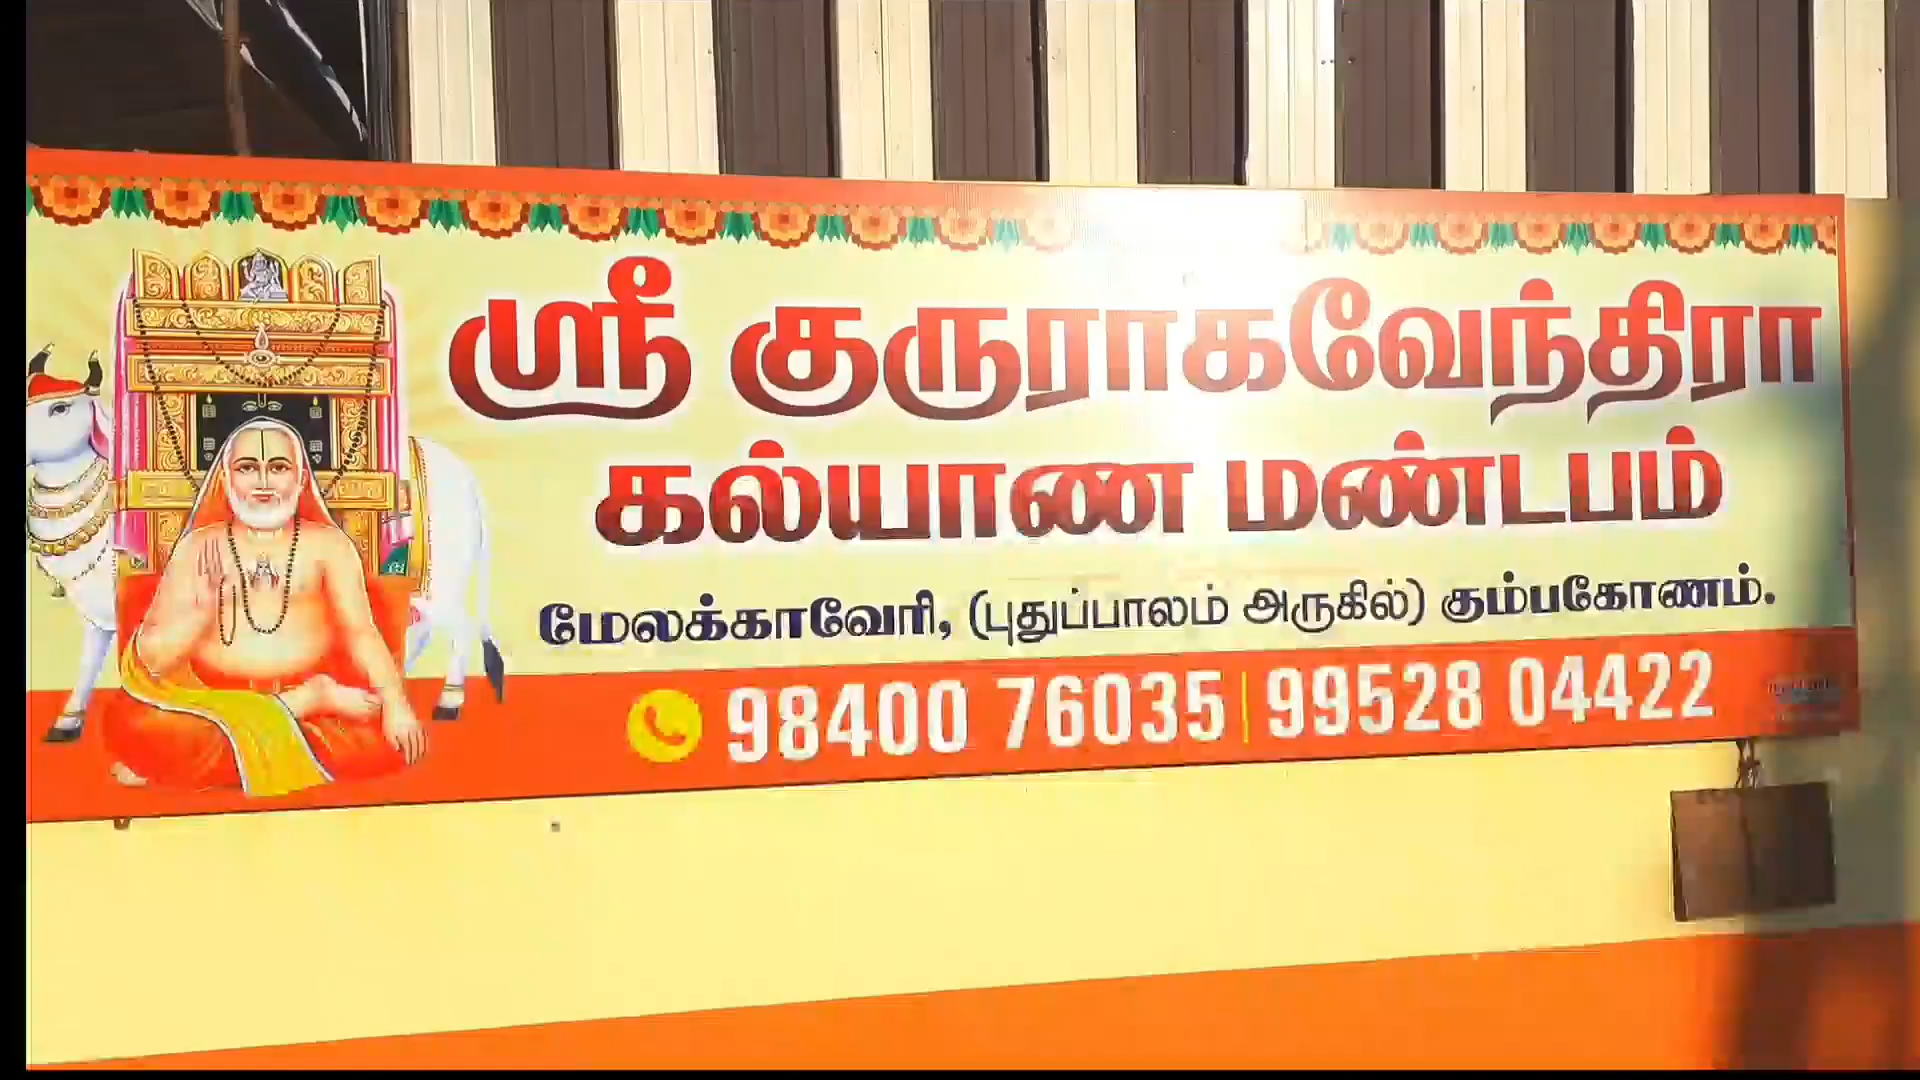 ஸ்ரீ குருராகவேந்திரா
கல்யாண மண்டபம்
மேலக்காவேரி, (புதுப்பாலம் அருகில்) கும்பகோணம்.
98400 76035 | 99528 04422